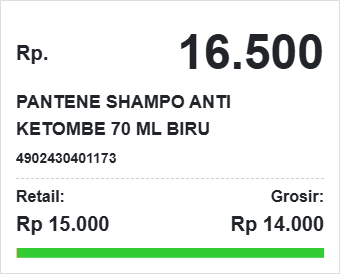 Rp. 16.500
PANTENE SHAMPO ANTI
KETOMBE 70 ML BIRU
4902430401173
Retail: Grosir:
Rp 15.000 Rp 14.000